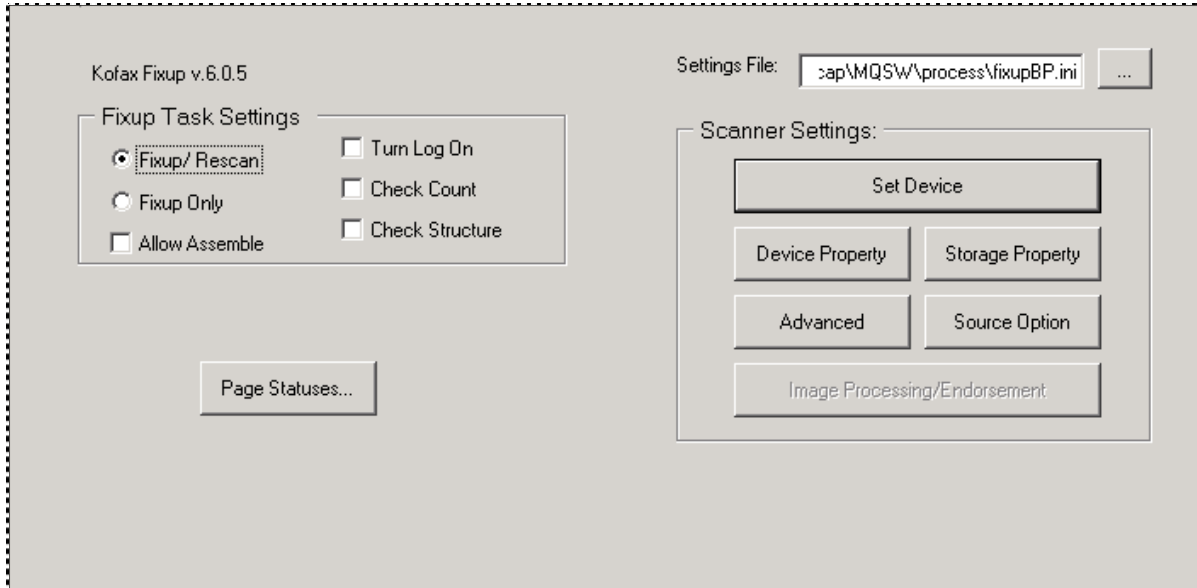 Kofax Fixup v.6.0.5
Settings File: :ap\MQSW\process\fixupBP.ini ...
Fixup Task Settings
Fixup/ Rescan
Turn Log On
Fixup Only
Check Count
Allow Assemble
Check Structure
Scanner Settings:
Set Device
Device Property
Storage Property
Advanced
Source Option
Image Processing/Endorsement
Page Statuses...